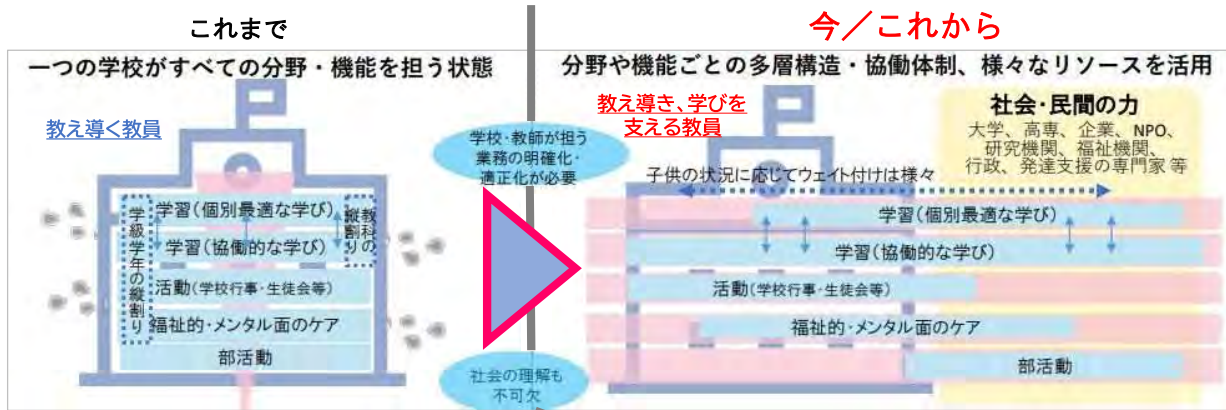 これまで
一つの学校がすべての分野・機能を担う状態
教え導く教員
学級学年の縦割り
教科の
縦割り
学習(個別最適な学び)
学習(協働的な学び)
活動(学校行事・生徒会等)
福祉的・メンタル面のケア
部活動
学校・教師が担う
業務の明確化・
適正化が必要
社会の理解も
不可欠
今／これから
分野や機能ごとの多層構造・協働体制、様々なリソースを活用
教え導き、学びを
支える教員
社会・民間の力
大学、高専、企業、NPO、
研究機関、福祉機関、
行政、発達支援の専門家 等
子供の状況に応じてウェイト付けは様々
学習(個別最適な学び)
学習(協働的な学び)
活動(学校行事・生徒会等)
福祉的・メンタル面のケア
部活動